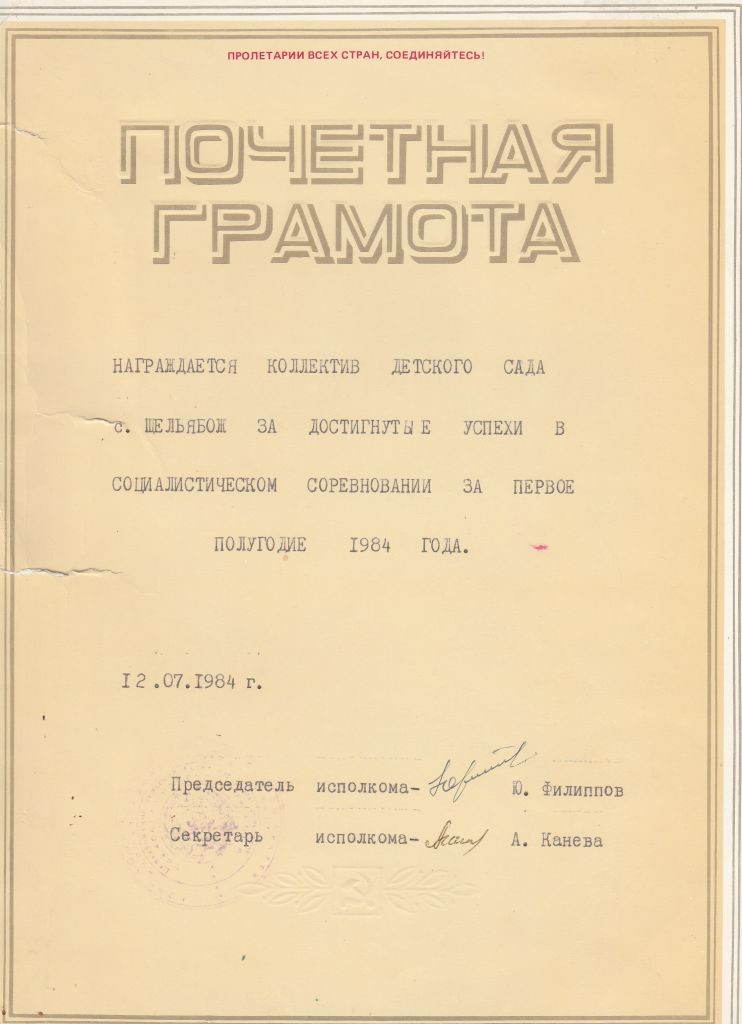 ПРОЛЕТАРИИ ВСЕХ СТРАН, СОЕДИНЯЙТЕСЬ!
ПОЧЕТНАЯ
ГРАМОТА
НАГРАЖДАЕТСЯ КОЛЛЕКТИВ ДЕТСКОГО САДА
с. ЩЕЛЬЯБОЖ ЗА ДОСТИГНУТЫЕ УСПЕХИ В
СОЦИАЛИСТИЧЕСКОМ СОРЕВНОВАНИИ ЗА ПЕРВОЕ
ПОЛУГОДИЕ 1984 ГОДА.
12.07.1984 г.
Председатель исполкома- Ю. Филиппов
Секретарь исполкома- А. Канева